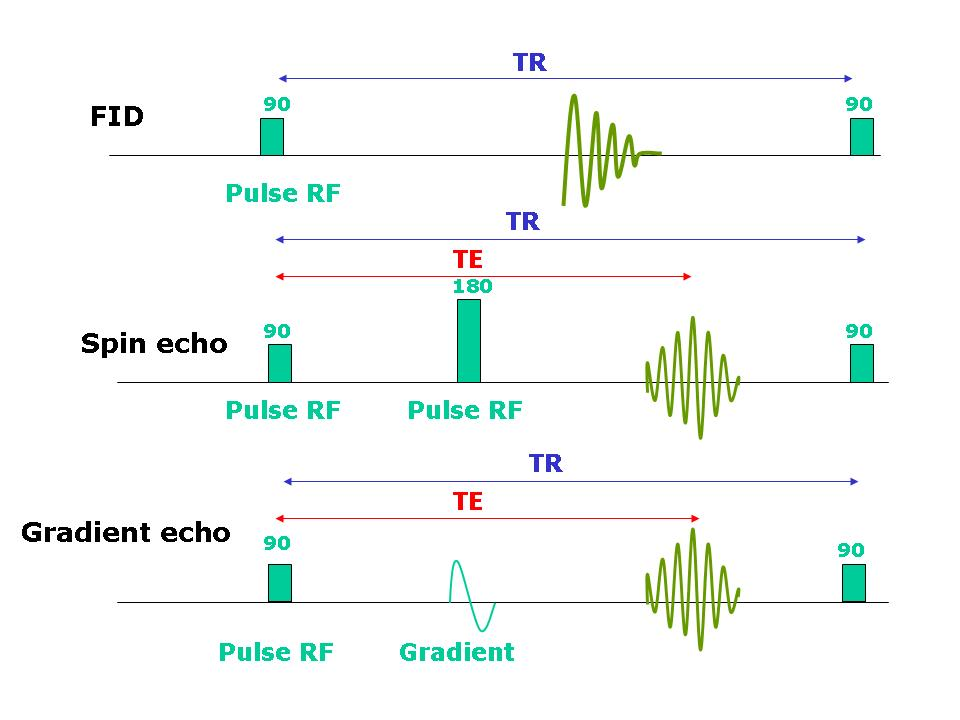 TR
FID
90
90
Pulse RF
TR
TE
180
Spin echo
90
90
Pulse RF
Pulse RF
TR
TE
Gradient echo
90
90
Pulse RF
Gradient